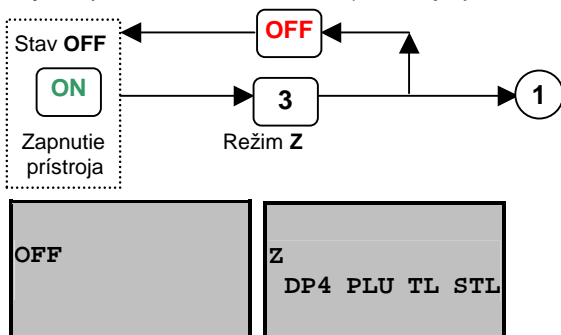 OFF
Stav OFF
ON
3
1
Zapnutie
prístroja
Režim Z
OFF
Z
DP4 PLU TL STL